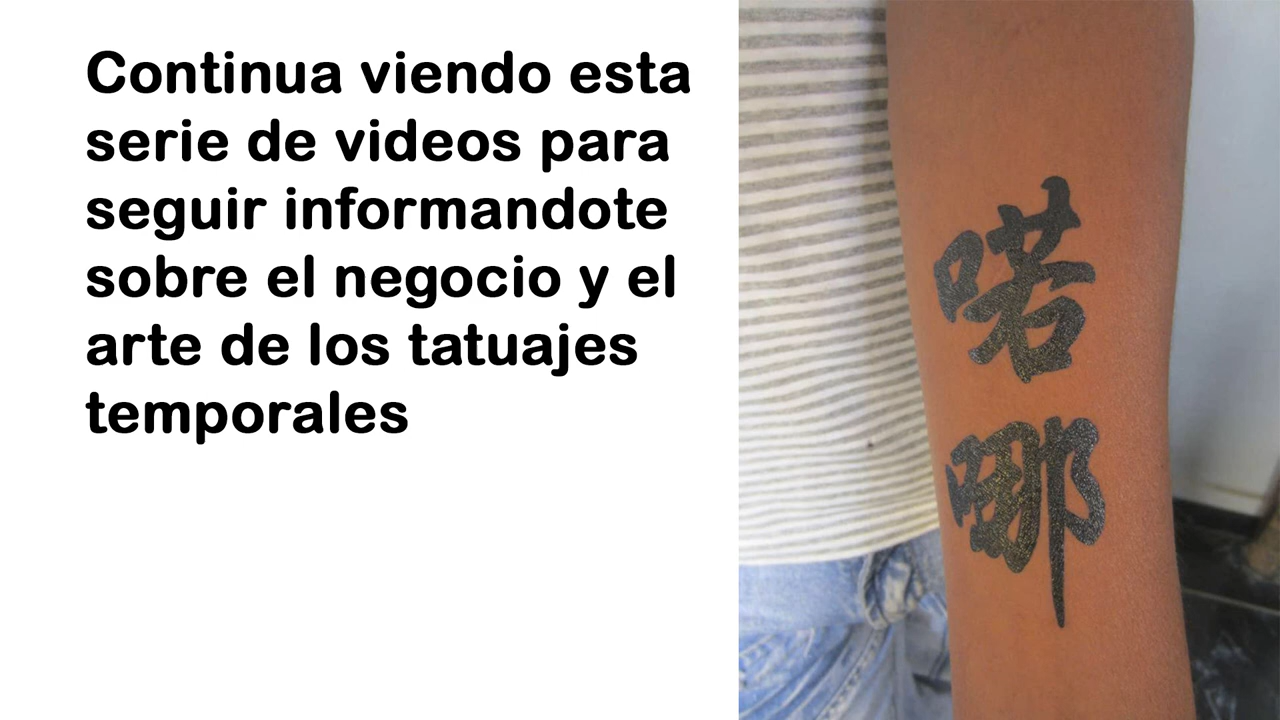 Continua viendo esta
serie de videos para
seguir informandote
sobre el negocio y el
arte de los tatuajes
temporales
喏
哪